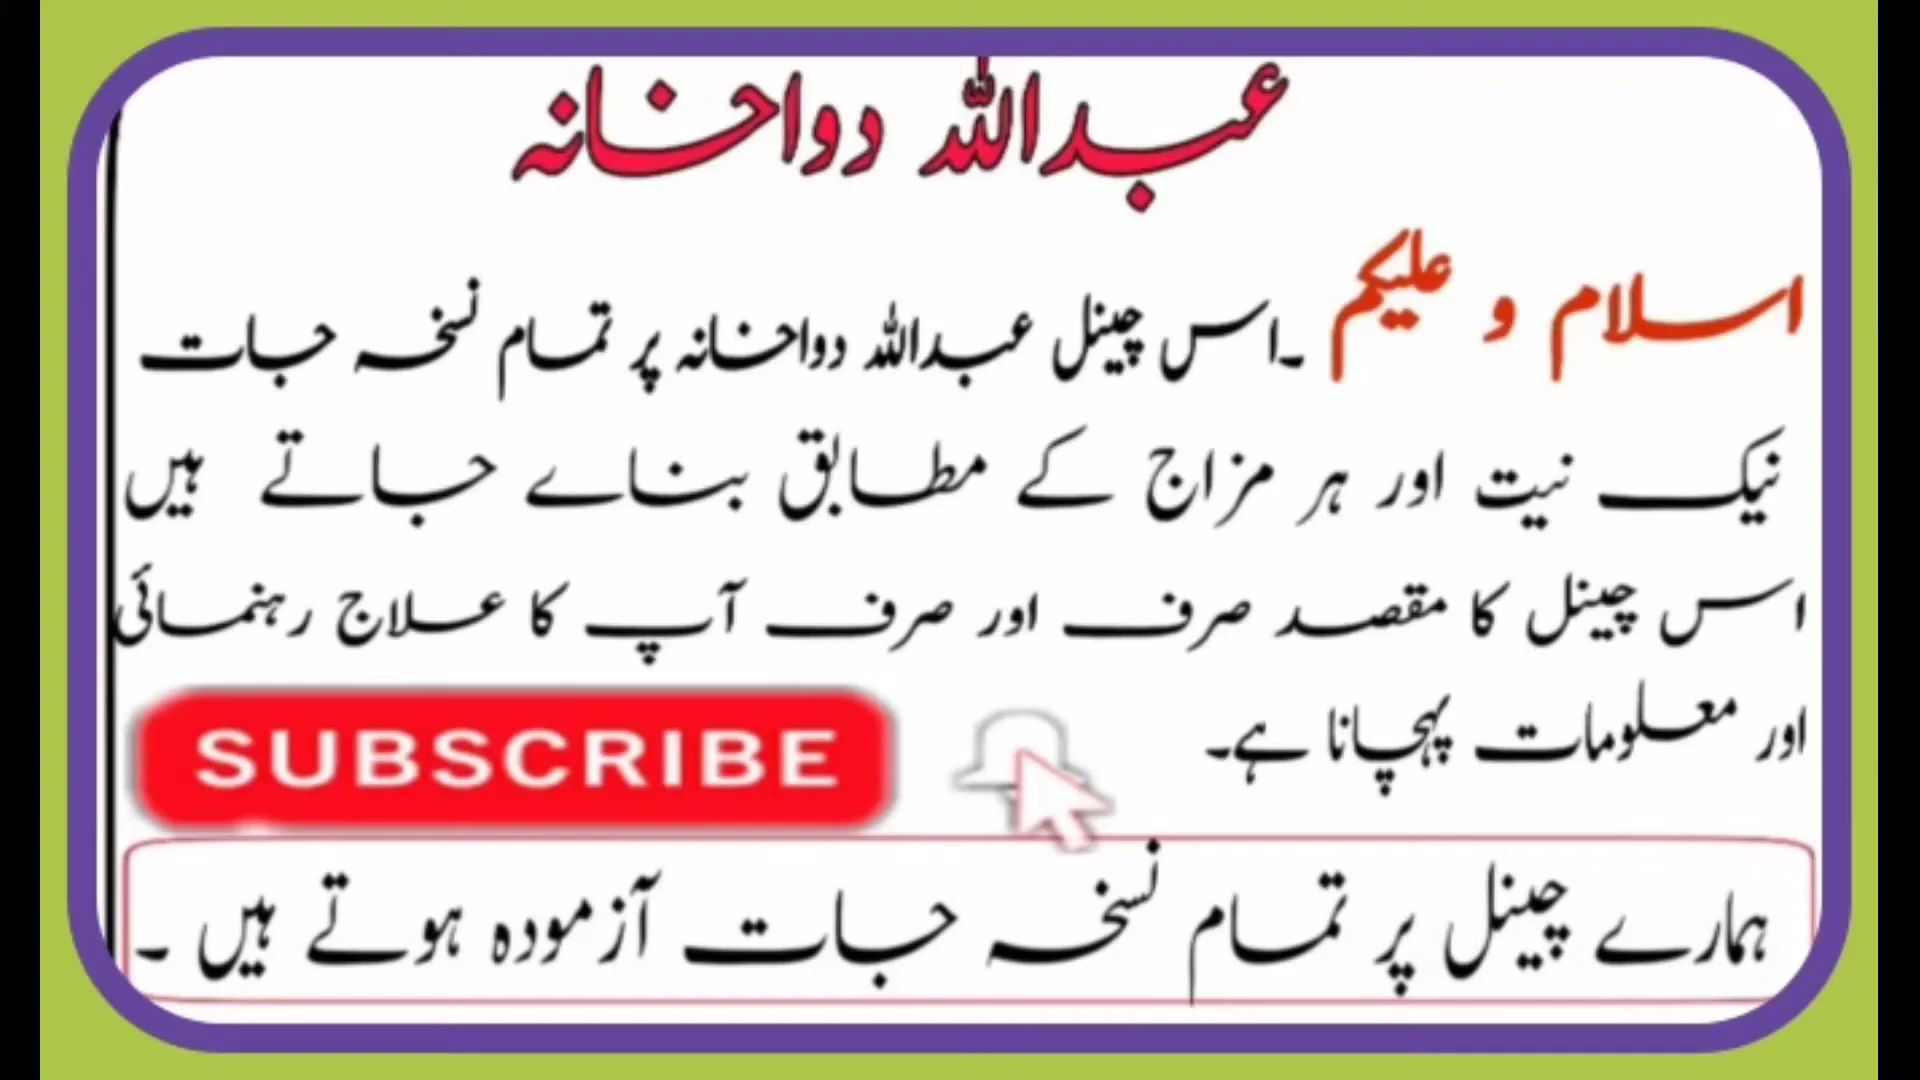 عبداللہ دواخانہ
اسلام و علیکم ۔اس چینل عبداللہ دواخانہ پر تمام نسخہ جات
نیک نیت اور ہر مزاج کے مطابق بناے جاتے ہیں
اس چینل کا مقصد صرف اور صرف آپ کا علاج رہنمائی
اور معلومات پہچانا ہے۔
SUBSCRIBE
ہمارے چینل پر تمام نسخہ جات آزمودہ ہوتے ہیں ۔